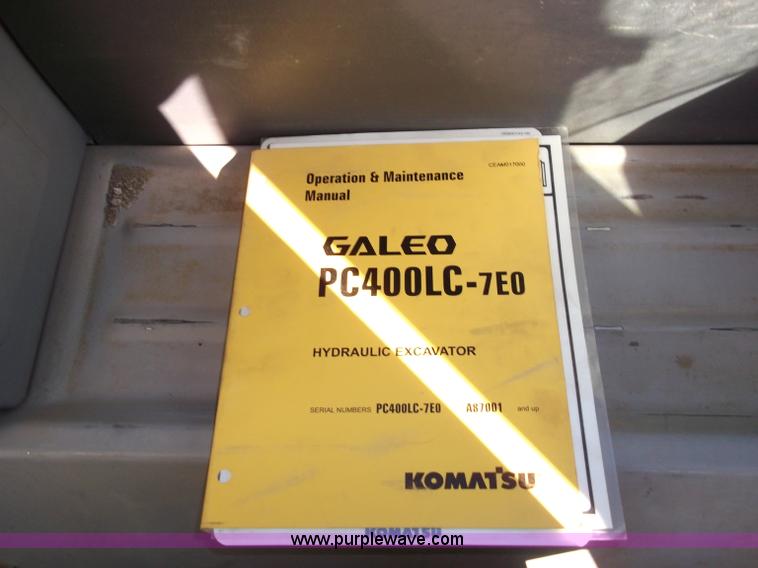 CEAM017000
Operation & Maintenance
Manual
GALEO
PC400LC-7E0
HYDRAULIC EXCAVATOR
SERIAL NUMBERS PC400LC-7E0 A87001 and up
KOMATSU
KOMATSU
www.purplewave.com